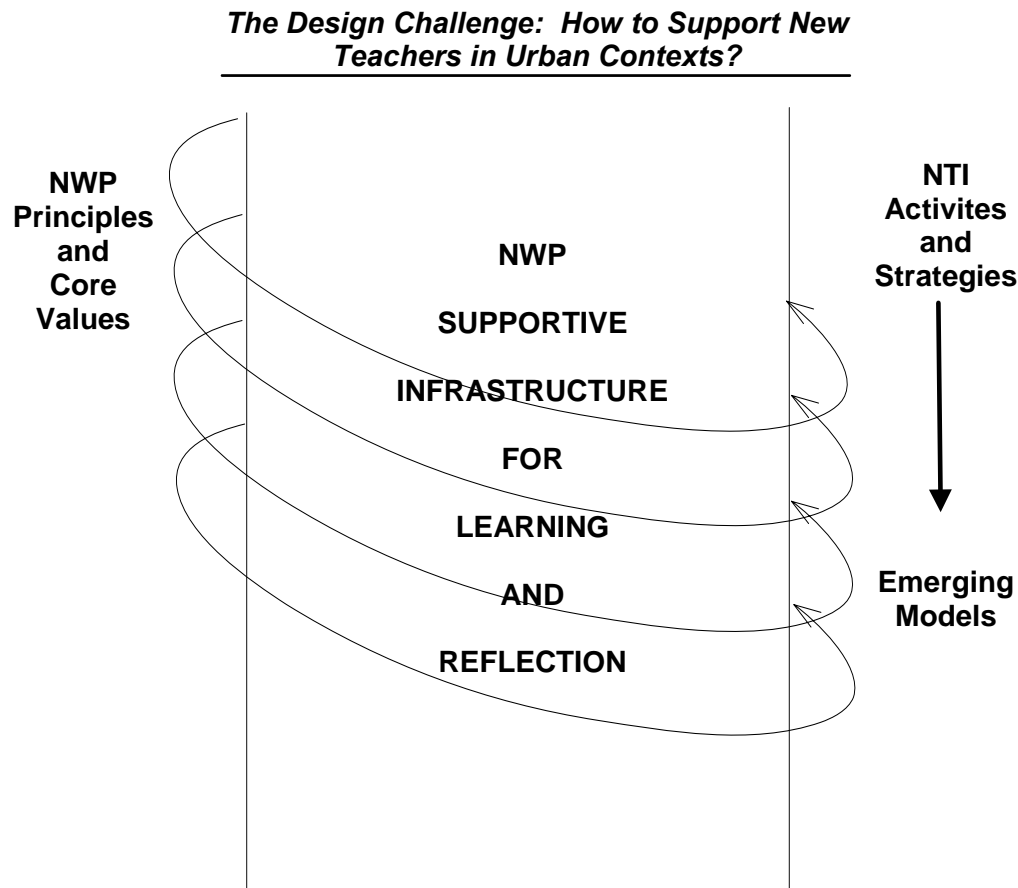 The Design Challenge:  How to Support New
Teachers in Urban Contexts?
NWP
Principles
and
Core
Values
NWP
SUPPORTIVE
INFRASTRUCTURE
FOR
LEARNING
AND
REFLECTION
NTI
Activites
and
Strategies
Emerging
Models